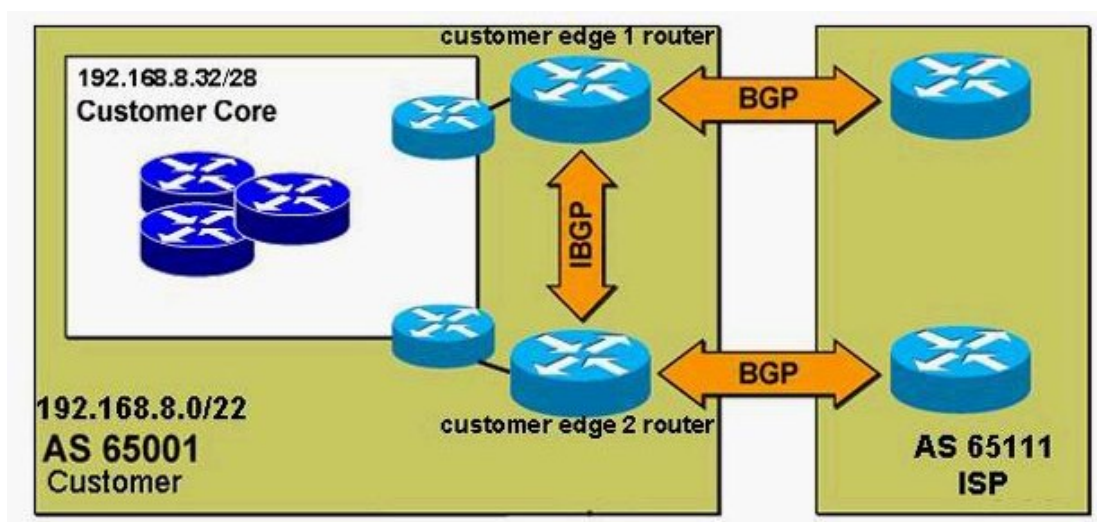 customer edge 1 router
192.168.8.32/28
Customer Core
BGP
IBGP
BGP
customer edge 2 router
192.168.8.0/22
AS 65001
Customer
AS 65111
ISP